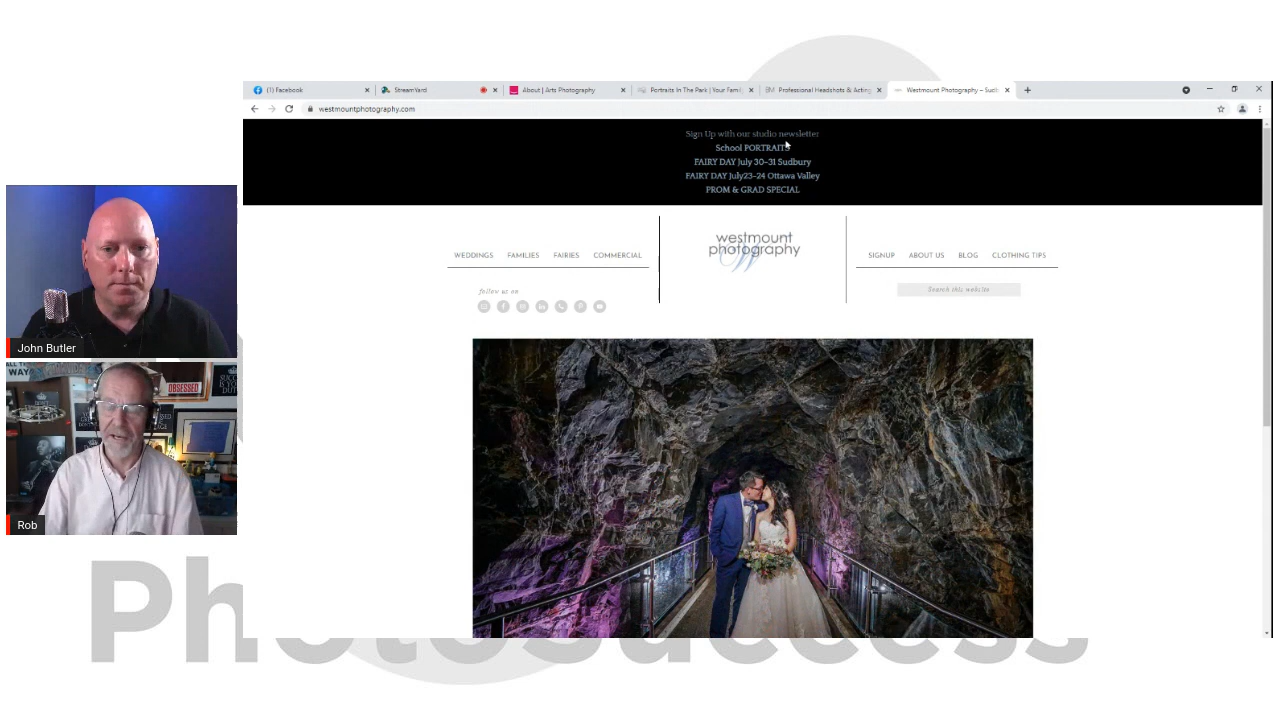 (1) Facebook
StreamYard
About | Arts Photography
Portraits In The Park | Your Famil
Professional Headshots & Acting
Westmount Photography – Sud
westmountphotography.com
Sign Up with our studio newsletter
School PORTRAITS
FAIRY DAY July 30-31 Sudbury
FAIRY DAY July23-24 Ottawa Valley
PROM & GRAD SPECIAL
WEDDINGS FAMILIES FAIRIES COMMERCIAL
westmount
photography
W
SIGNUP ABOUT US BLOG CLOTHING TIPS
follow us on
Search this website
John Butler
OBSESSED
WAY
Rob
PhotoSuccess